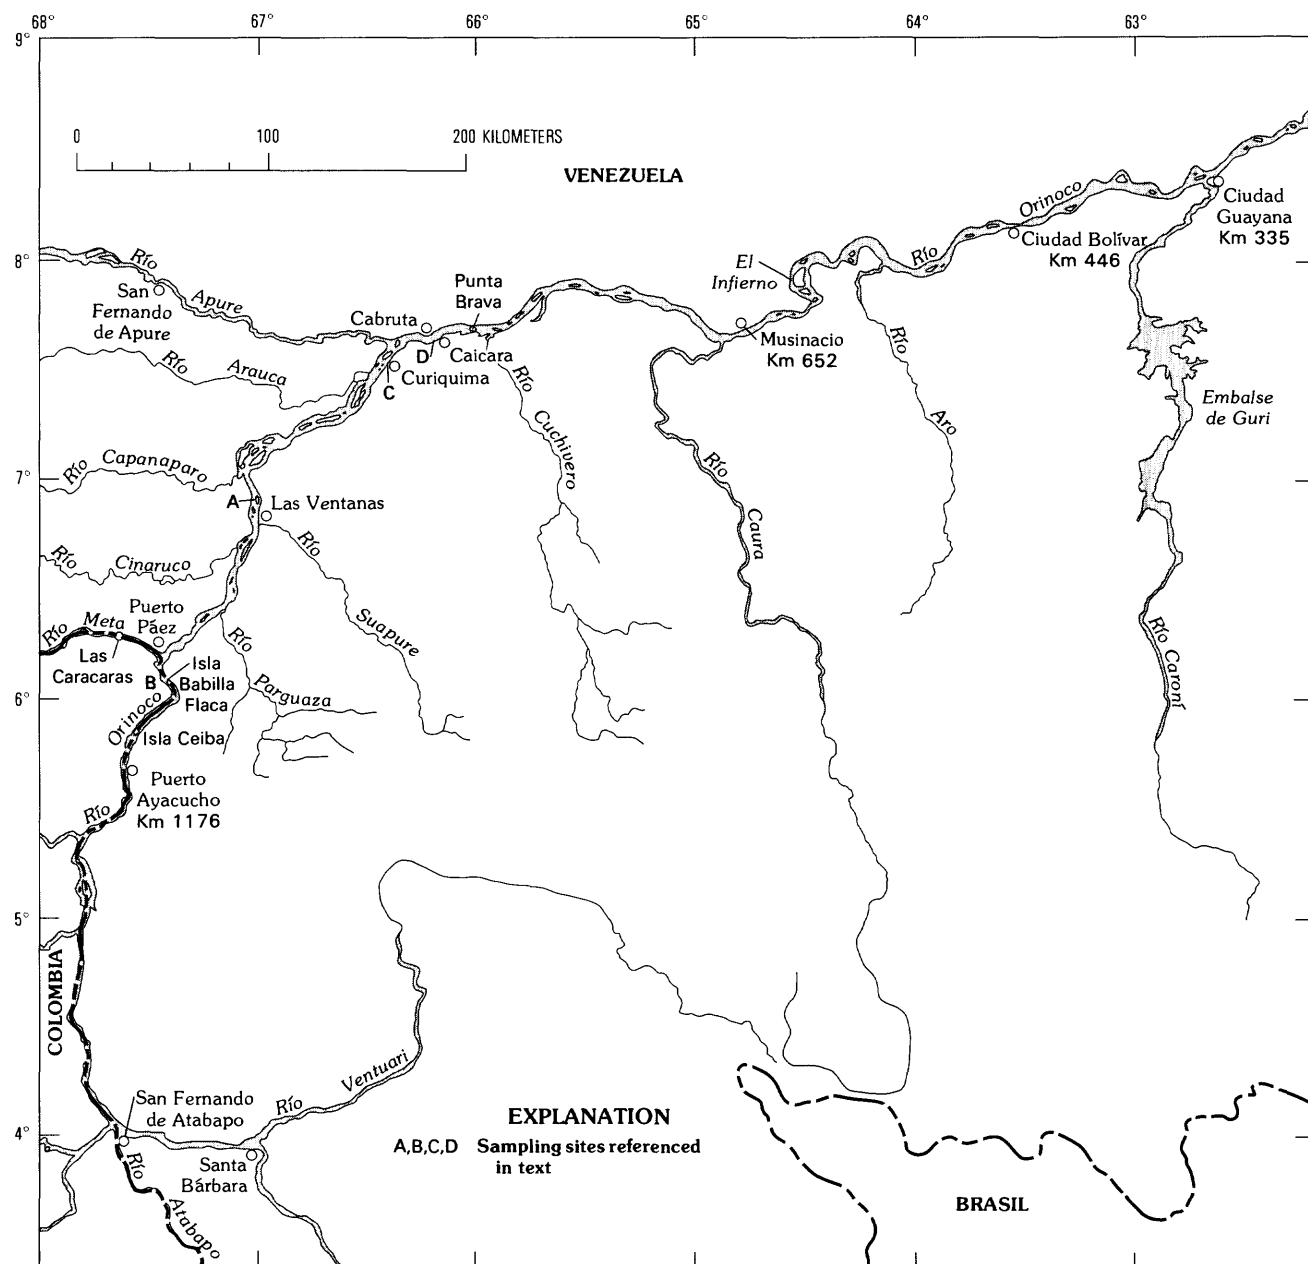 68° 67° 66° 65° 64° 63°
9°
0 100 200 KILOMETERS
VENEZUELA
Río Orinoco
Ciudad
Guayana
Km 335
Ciudad Bolívar
Km 446
8°
Río Apure
San
Fernando
de Apure
El
Infierno
Punta
Brava
Cabruta
D
Caicara
C
Curiquima
Musinacio
Km 652
Río Arauca
Río Aro
Embalse
de Guri
Río Cuchivero
7°
Río Capanaparo
A
Las Ventanas
Río Caura
Río Cinaruco
Río Suapure
Puerto
Páez
Río Meta
Las
Caracaras
Río Parguaza
Río Caroní
B
Isla
Babilla
Flaca
6°
Orinoco
Isla Ceiba
Puerto
Ayacucho
Km 1176
Río
5°
COLOMBIA
Río Ventuari
San Fernando
de Atabapo
4°
Santa
Bárbara
Río Atabapo
EXPLANATION
A,B,C,D Sampling sites referenced
in text
BRASIL